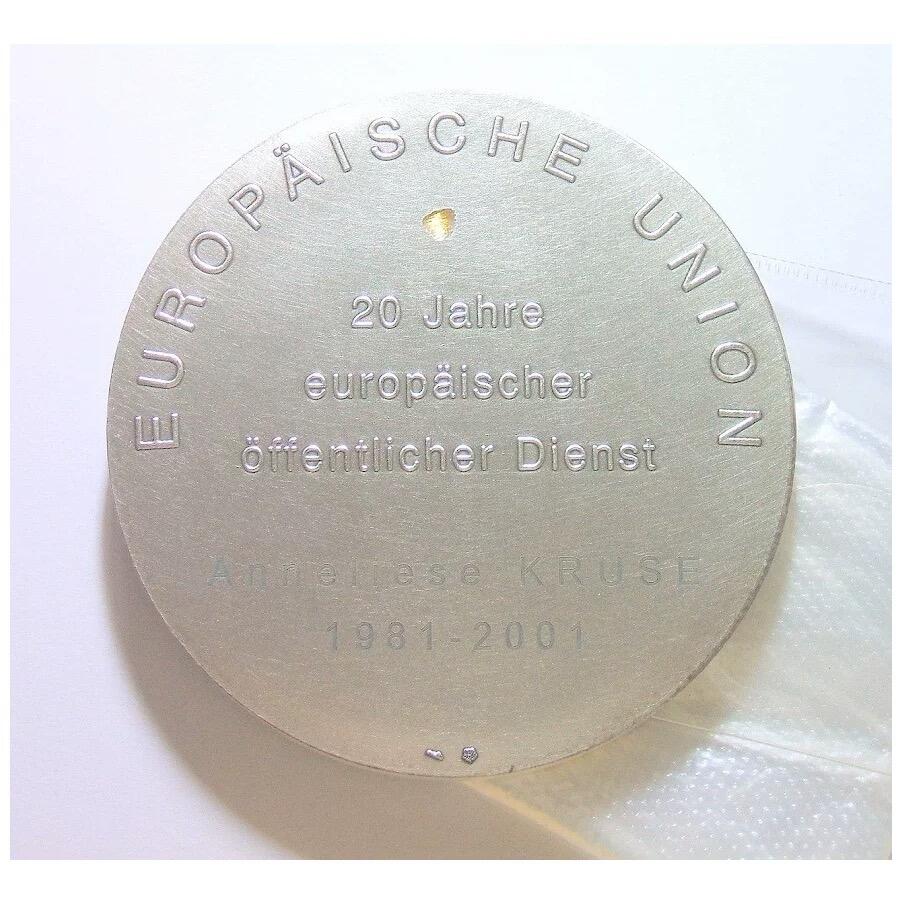 EUROPÄISCHE UNION
20 Jahre
europäischer
öffentlicher Dienst
Anneliese KRUSE
1981-2001